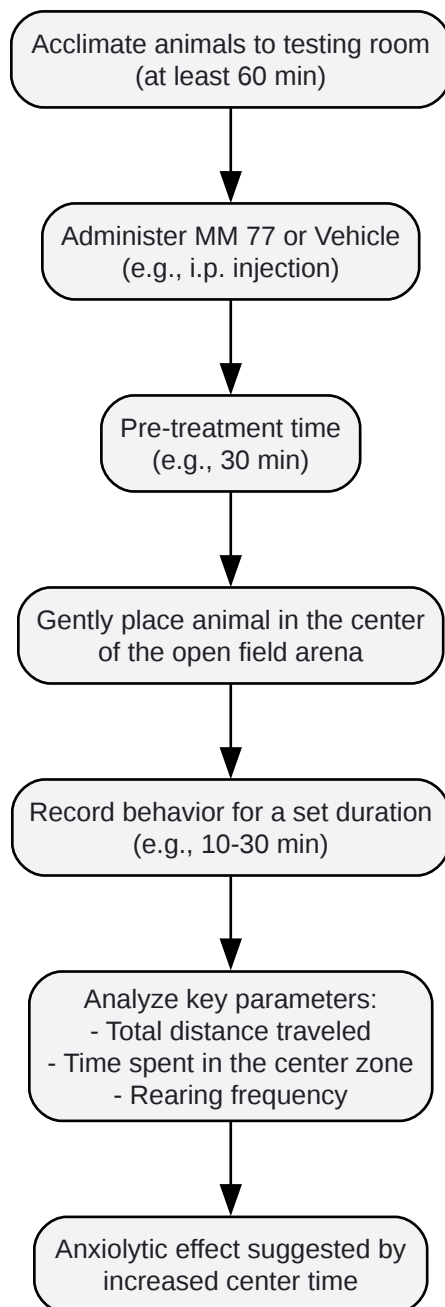 Acclimate animals to testing room
(at least 60 min)
Administer MM 77 or Vehicle
(e.g., i.p. injection)
Pre-treatment time
(e.g., 30 min)
Gently place animal in the center
of the open field arena
Record behavior for a set duration
(e.g., 10-30 min)
Analyze key parameters:
- Total distance traveled
- Time spent in the center zone
- Rearing frequency
Anxiolytic effect suggested by
increased center time